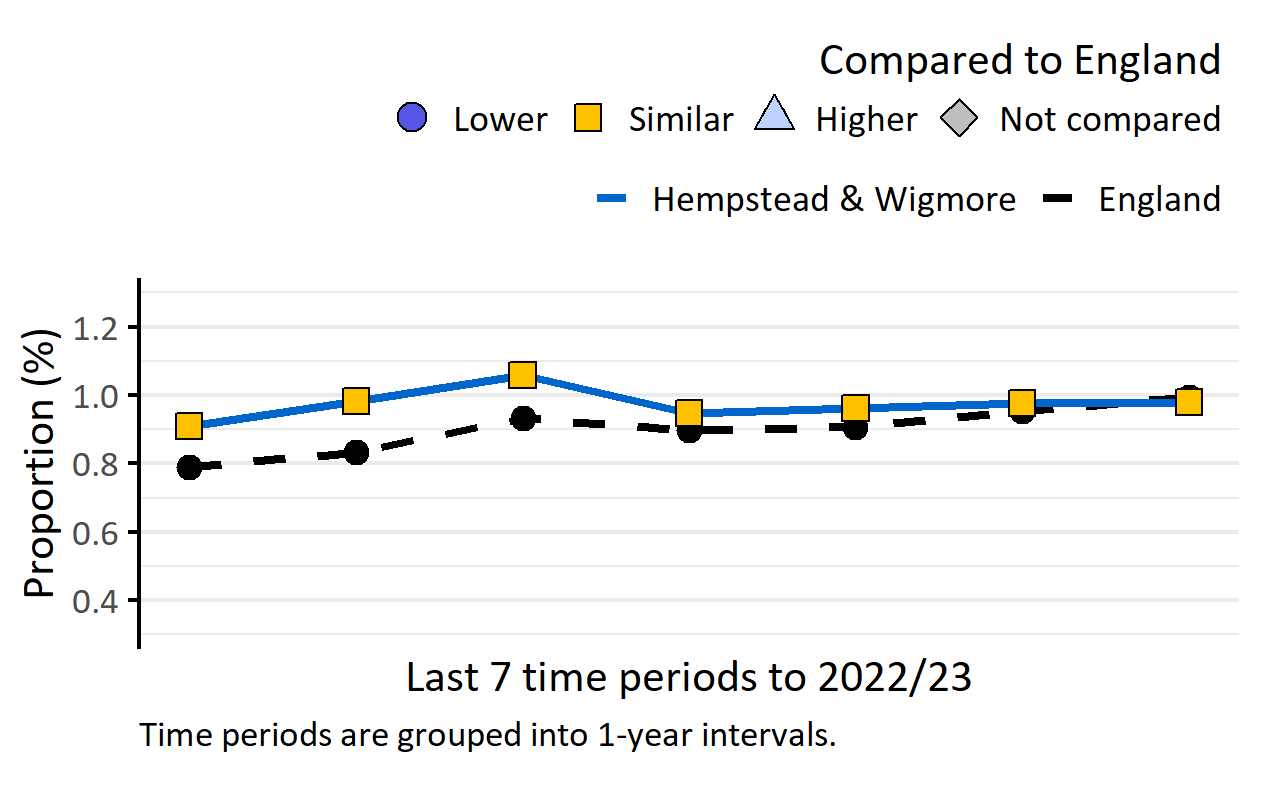 Compared to England
Lower Similar Higher Not compared
Hempstead & Wigmore England
Proportion (%)
1.2
1.0
0.8
0.6
0.4
Last 7 time periods to 2022/23
Time periods are grouped into 1-year intervals.